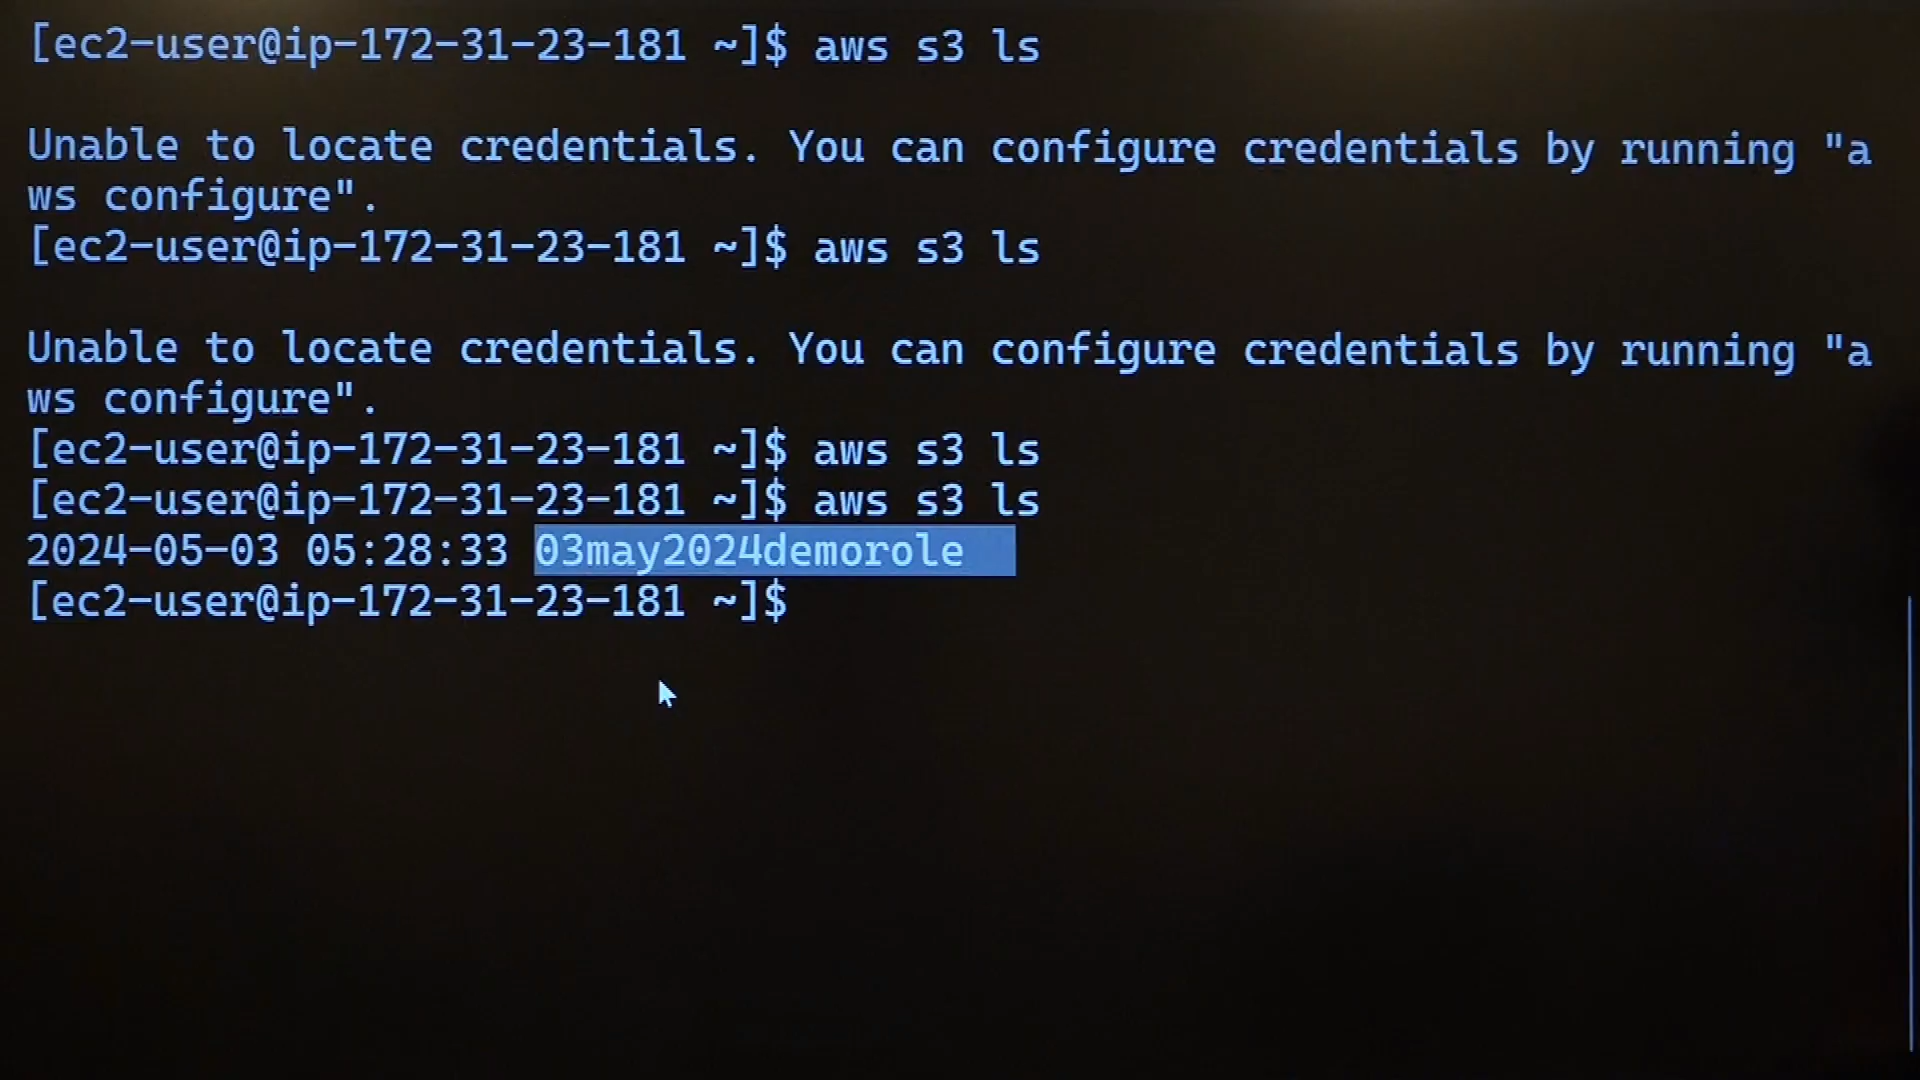 [ec2-user@ip-172-31-23-181 ~]$ aws s3 ls

Unable to locate credentials. You can configure credentials by running "a
ws configure".
[ec2-user@ip-172-31-23-181 ~]$ aws s3 ls

Unable to locate credentials. You can configure credentials by running "a
ws configure".
[ec2-user@ip-172-31-23-181 ~]$ aws s3 ls
[ec2-user@ip-172-31-23-181 ~]$ aws s3 ls
2024-05-03 05:28:33 03may2024demorole
[ec2-user@ip-172-31-23-181 ~]$